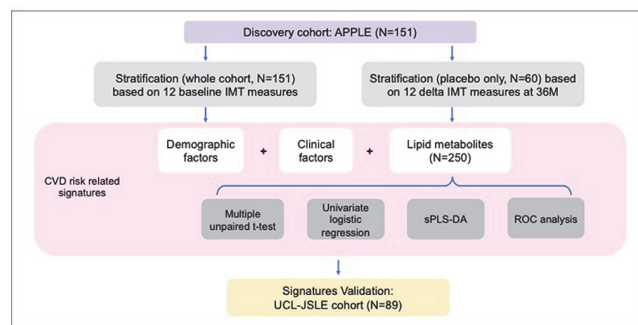 Discovery cohort: APPLE (N=151)
Stratification (whole cohort, N=151)
based on 12 baseline IMT measures
Stratification (placebo only, N=60) based
on 12 delta IMT measures at 36M
Demographic
factors
+
Clinical
factors
+
Lipid metabolites
(N=250)
CVD risk related
signatures
Multiple
unpaired t-test
Univariate
logistic
regression
sPLS-DA
ROC analysis
Signatures Validation:
UCL-JSLE cohort (N=89)